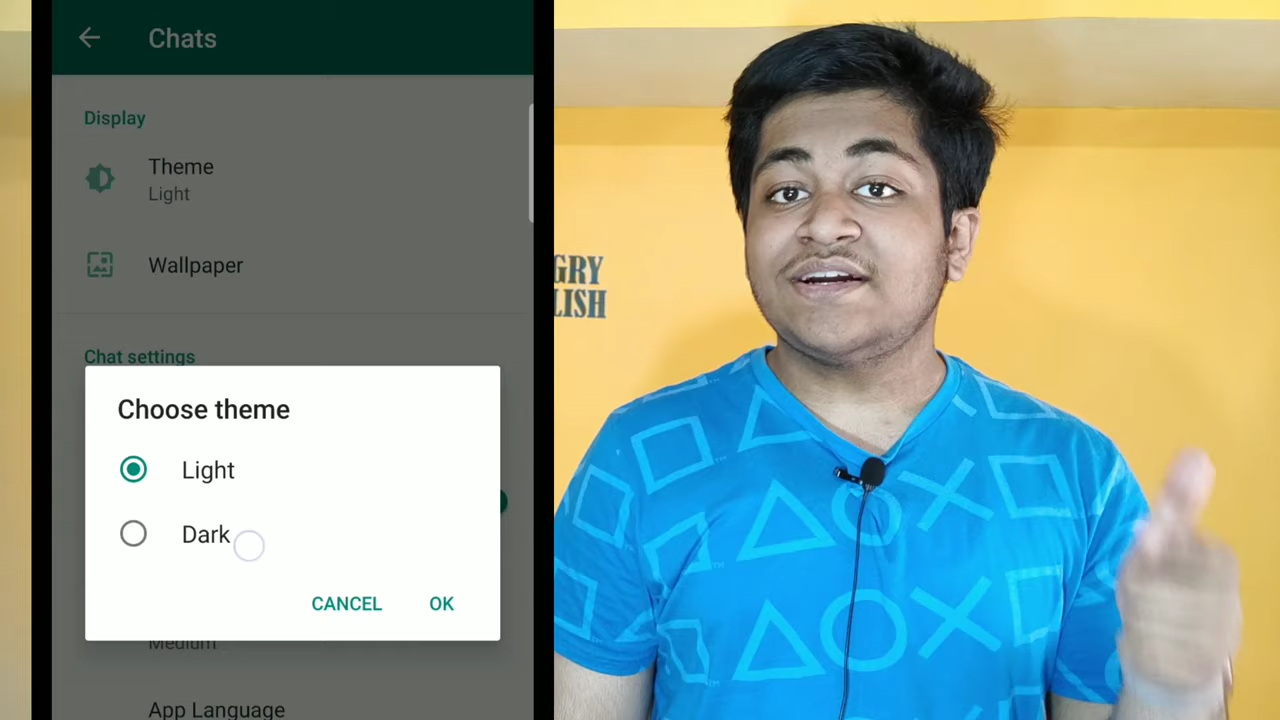 Chats
Display
Theme
Light
Wallpaper
Chat settings
Choose theme
Light
Dark
CANCEL OK
Medium
App Language
GRY
LISH